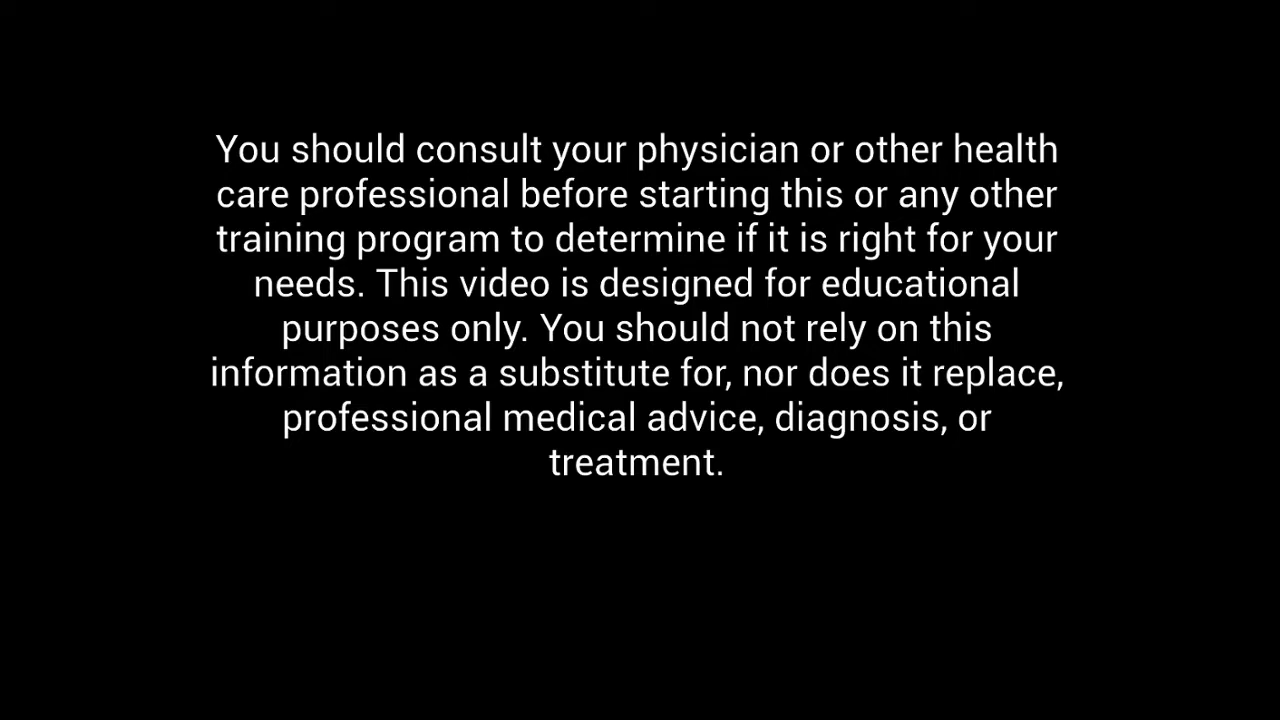 You should consult your physician or other health
care professional before starting this or any other
training program to determine if it is right for your
needs. This video is designed for educational
purposes only. You should not rely on this
information as a substitute for, nor does it replace,
professional medical advice, diagnosis, or
treatment.